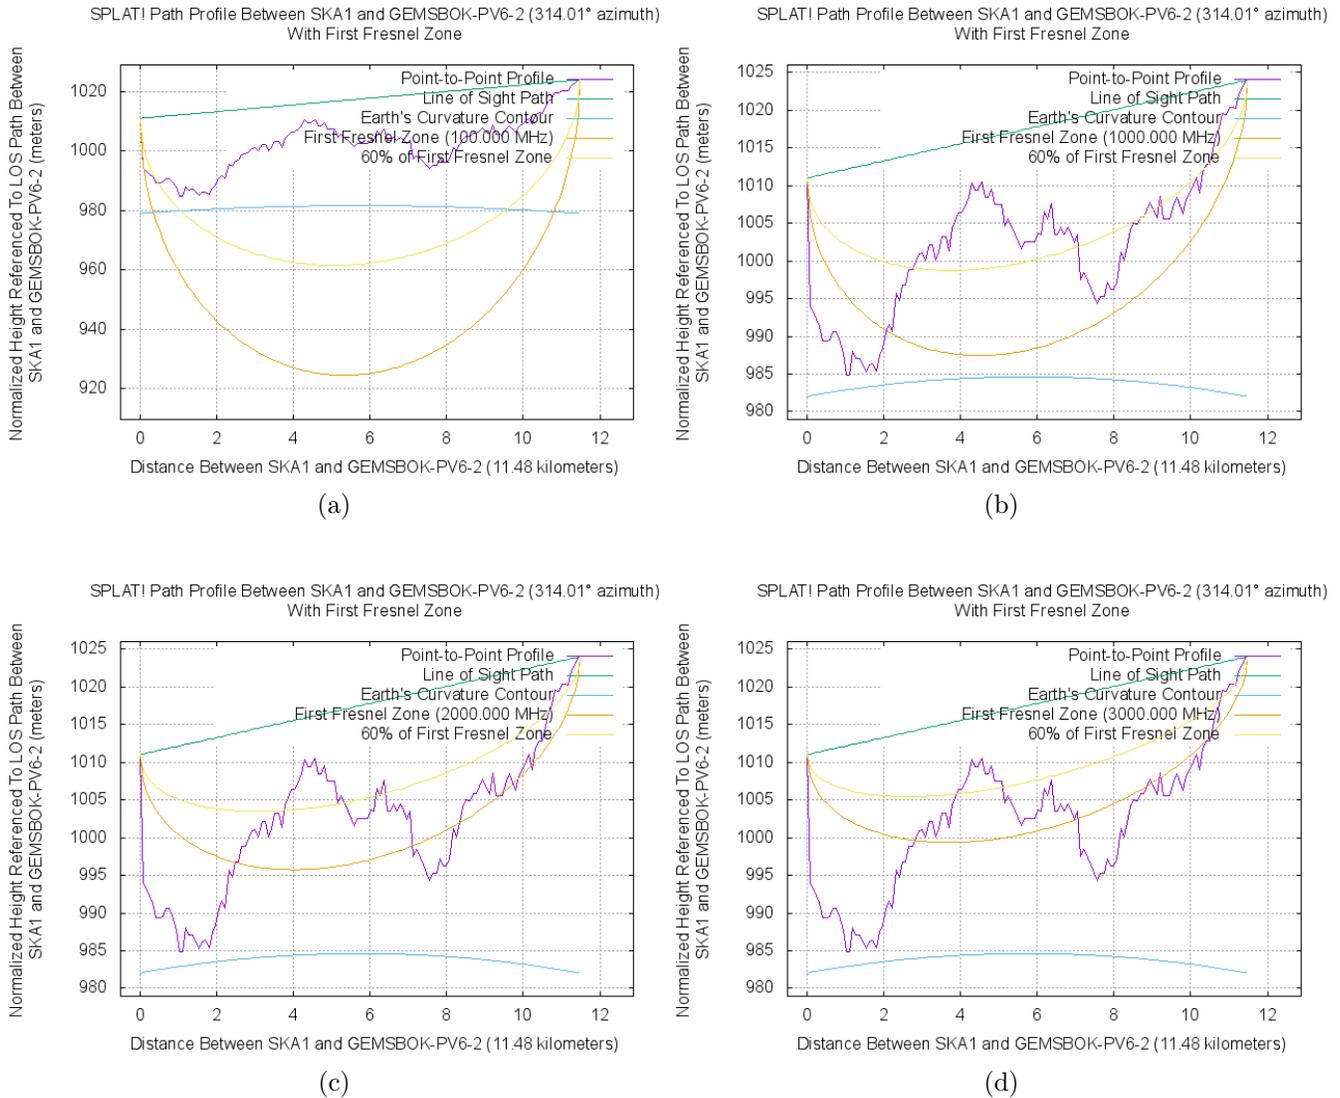 SPLAT! Path Profile Between SKA1 and GEMSBOK-PV6-2 (314.01° azimuth)
With First Fresnel Zone
Normalized Height Referenced To LOS Path Between
SKA1 and GEMSBOK-PV6-2 (meters)
1020
1000
980
960
940
920
Point-to-Point Profile
Line of Sight Path
Earth's Curvature Contour
First Fresnel Zone (100.000 MHz)
60% of First Fresnel Zone
0 2 4 6 8 10 12
Distance Between SKA1 and GEMSBOK-PV6-2 (11.48 kilometers)
(a)
SPLAT! Path Profile Between SKA1 and GEMSBOK-PV6-2 (314.01° azimuth)
With First Fresnel Zone
Normalized Height Referenced To LOS Path Between
SKA1 and GEMSBOK-PV6-2 (meters)
1025
1020
1015
1010
1005
1000
995
990
985
980
Point-to-Point Profile
Line of Sight Path
Earth's Curvature Contour
First Fresnel Zone (1000.000 MHz)
60% of First Fresnel Zone
0 2 4 6 8 10 12
Distance Between SKA1 and GEMSBOK-PV6-2 (11.48 kilometers)
(b)
SPLAT! Path Profile Between SKA1 and GEMSBOK-PV6-2 (314.01° azimuth)
With First Fresnel Zone
Normalized Height Referenced To LOS Path Between
SKA1 and GEMSBOK-PV6-2 (meters)
1025
1020
1015
1010
1005
1000
995
990
985
980
Point-to-Point Profile
Line of Sight Path
Earth's Curvature Contour
First Fresnel Zone (2000.000 MHz)
60% of First Fresnel Zone
0 2 4 6 8 10 12
Distance Between SKA1 and GEMSBOK-PV6-2 (11.48 kilometers)
(c)
SPLAT! Path Profile Between SKA1 and GEMSBOK-PV6-2 (314.01° azimuth)
With First Fresnel Zone
Normalized Height Referenced To LOS Path Between
SKA1 and GEMSBOK-PV6-2 (meters)
1025
1020
1015
1010
1005
1000
995
990
985
980
Point-to-Point Profile
Line of Sight Path
Earth's Curvature Contour
First Fresnel Zone (3000.000 MHz)
60% of First Fresnel Zone
0 2 4 6 8 10 12
Distance Between SKA1 and GEMSBOK-PV6-2 (11.48 kilometers)
(d)